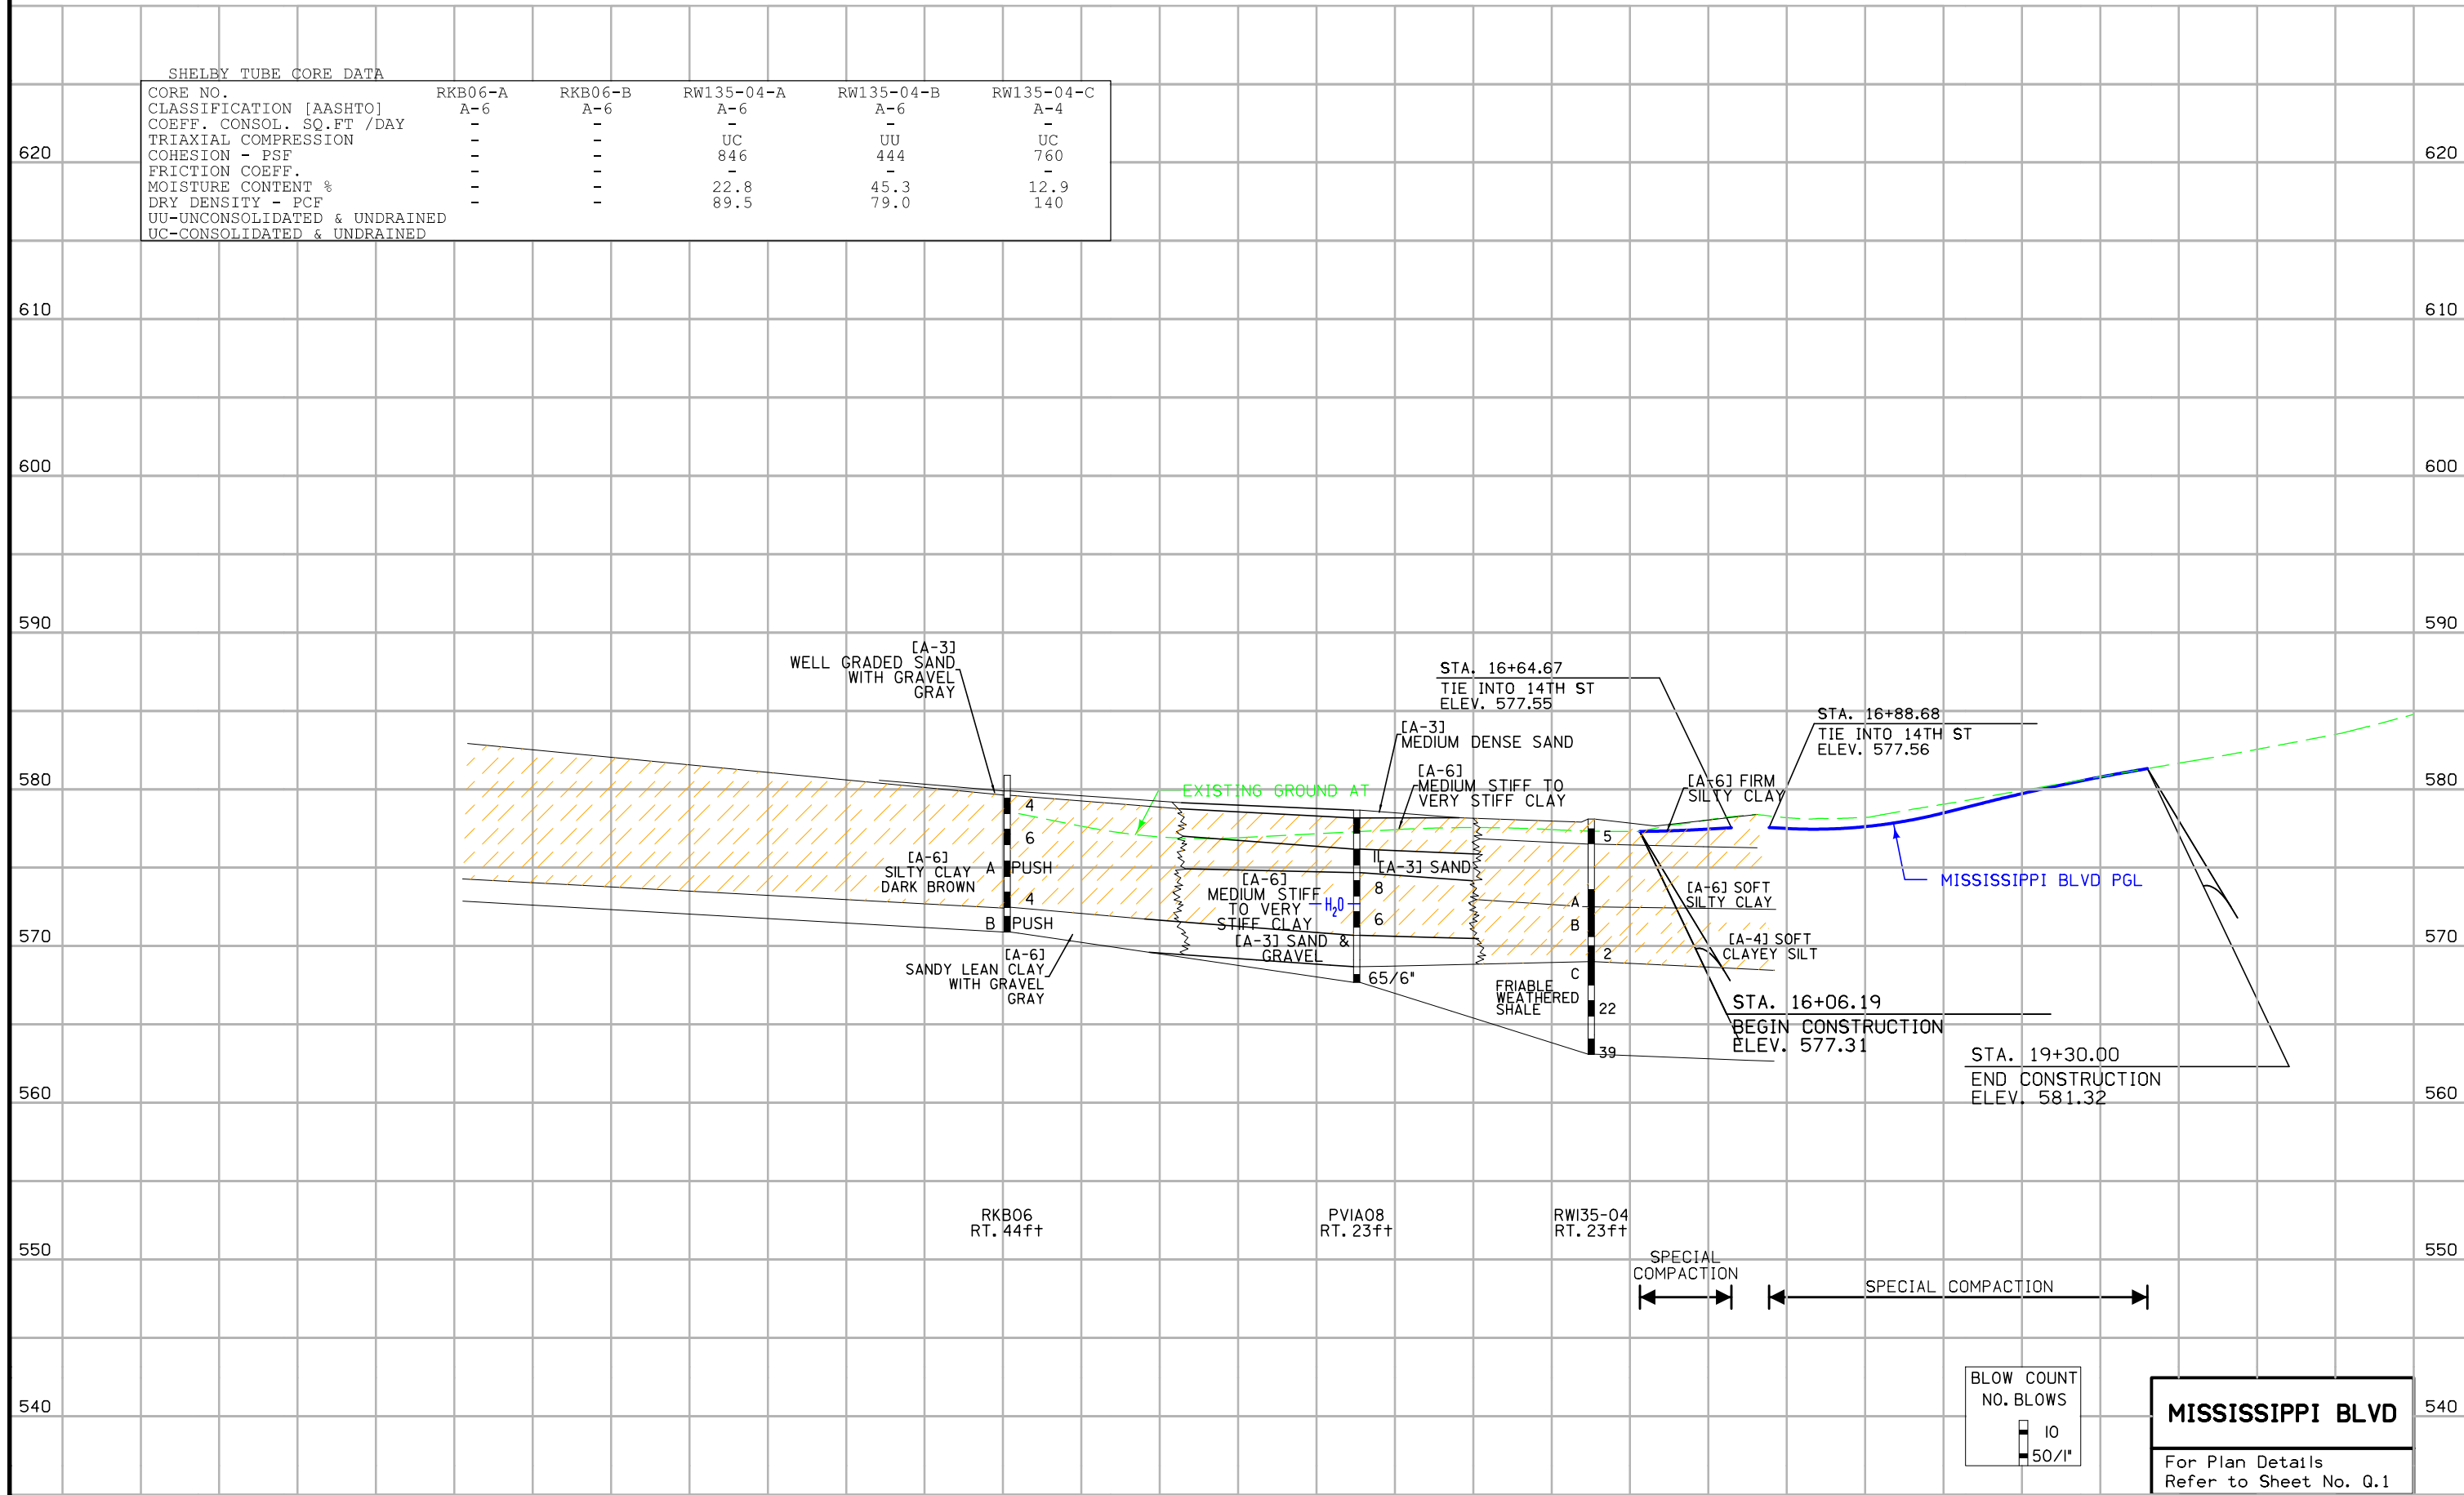 SHELBY TUBE CORE DATA
CORE NO. RKB06-A RKB06-B RW135-04-A RW135-04-B RW135-04-C
CLASSIFICATION [AASHTO] A-6 A-6 A-6 A-6 A-4
COEFF. CONSOL. SQ.FT /DAY - - - - -
TRIAXIAL COMPRESSION - - UC UU UC
COHESION - PSF - - 846 444 760
FRICTION COEFF. - - - - -
MOISTURE CONTENT % - - 22.8 45.3 12.9
DRY DENSITY - PCF - - 89.5 79.0 140
UU-UNCONSOLIDATED & UNDRAINED
UC-CONSOLIDATED & UNDRAINED
620 620
610 610
600 600
590 590
580 580
570 570
560 560
550 550
540 540
[A-3]
WELL GRADED SAND
WITH GRAVEL
GRAY
STA. 16+64.67
TIE INTO 14TH ST
ELEV. 577.55
[A-3]
MEDIUM DENSE SAND
STA. 16+88.68
TIE INTO 14TH ST
ELEV. 577.56
[A-6]
MEDIUM STIFF TO
VERY STIFF CLAY
[A-6] FIRM
SILTY CLAY
EXISTING GROUND AT
4
6
A PUSH
4
B PUSH
[A-6]
SILTY CLAY
DARK BROWN
[A-6]
SANDY LEAN CLAY
WITH GRAVEL
GRAY
[A-6]
MEDIUM STIFF
TO VERY
STIFF CLAY
[A-3] SAND &
GRAVEL
H2O
[A-3] SAND
8
6
65/6"
5
A
B
2
C
22
39
FRIABLE
WEATHERED
SHALE
[A-6] SOFT
SILTY CLAY
[A-4] SOFT
CLAYEY SILT
MISSISSIPPI BLVD PGL
STA. 16+06.19
BEGIN CONSTRUCTION
ELEV. 577.31
STA. 19+30.00
END CONSTRUCTION
ELEV. 581.32
RKB06
RT. 44ft
PVIA08
RT. 23ft
RWI35-04
RT. 23ft
SPECIAL
COMPACTION
SPECIAL COMPACTION
BLOW COUNT
NO. BLOWS
10
50/1"
MISSISSIPPI BLVD
For Plan Details
Refer to Sheet No. Q.1